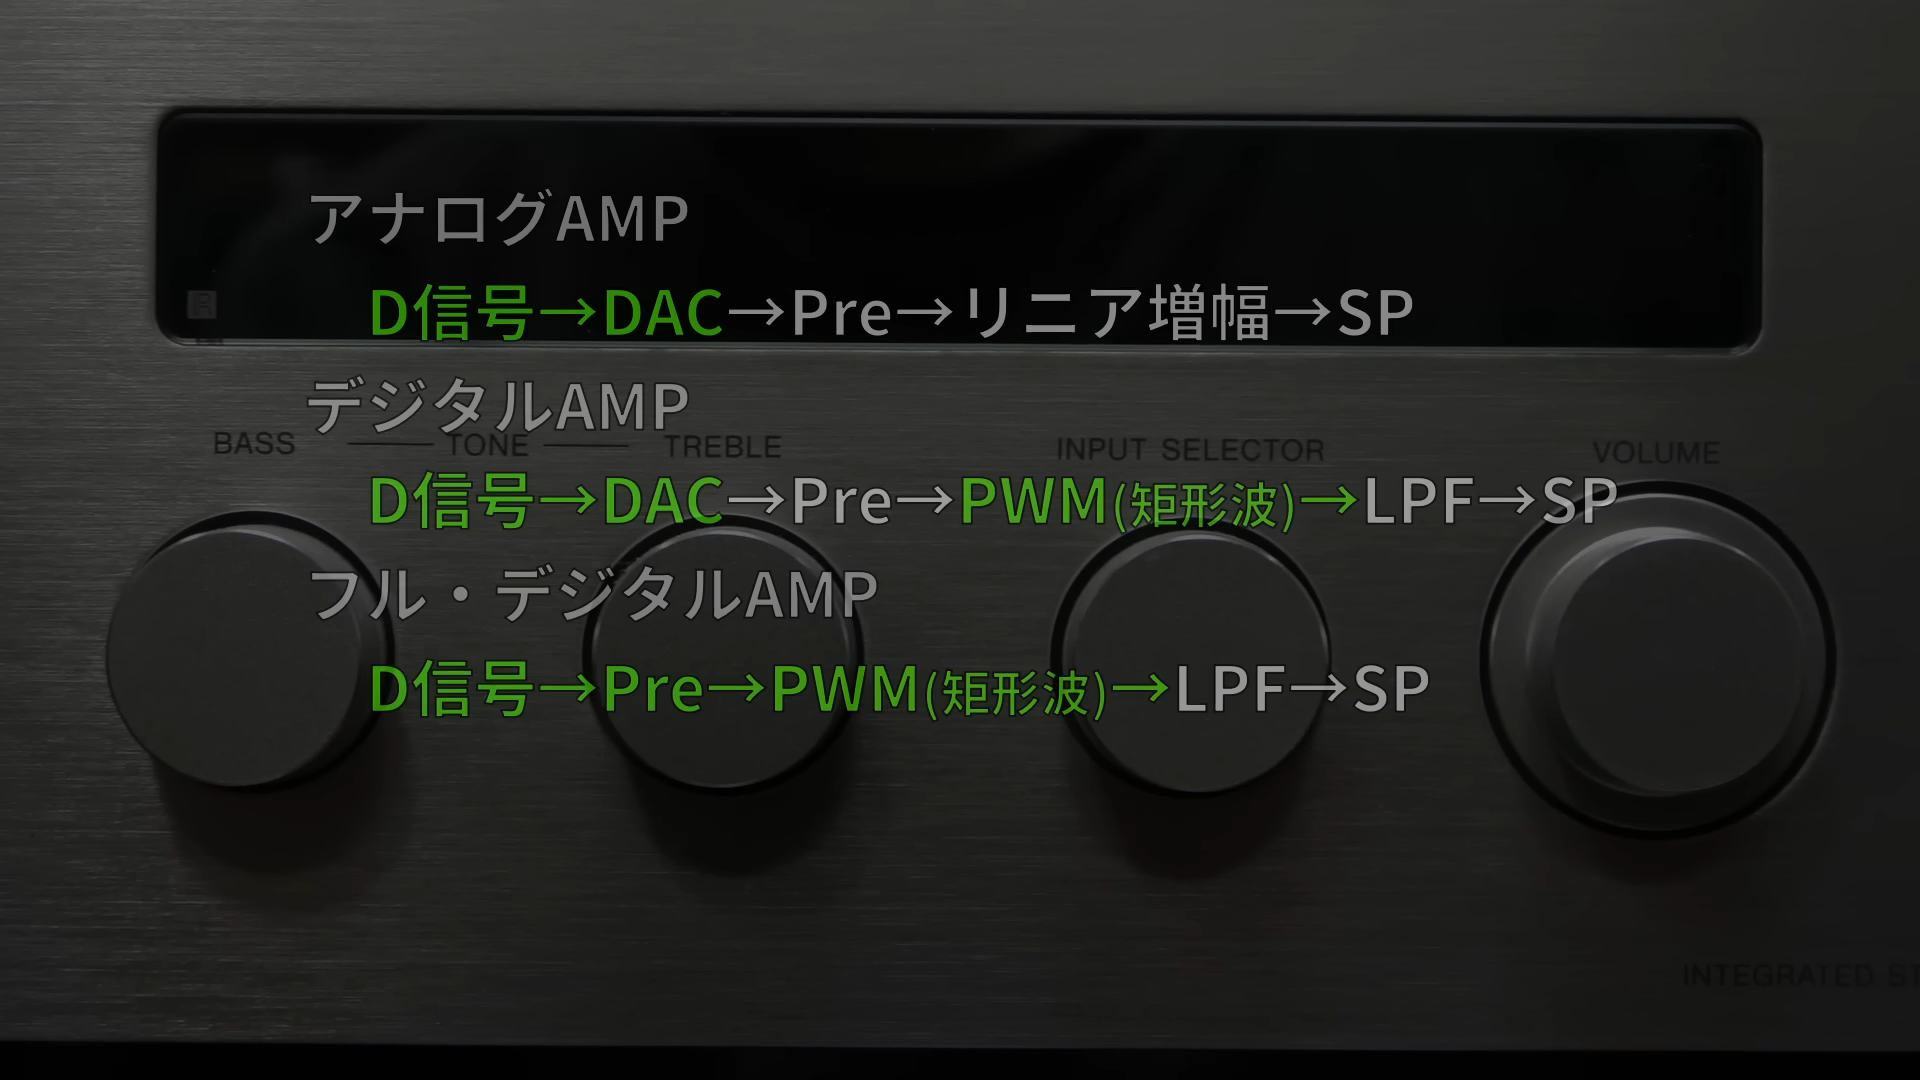 アナログAMP
D信号→DAC→Pre→リニア増幅→SP
デジタルAMP
BASS TONE TREBLE INPUT SELECTOR VOLUME
D信号→DAC→Pre→PWM(矩形波)→LPF→SP
フル・デジタルAMP
D信号→Pre→PWM(矩形波)→LPF→SP
INTEGRATED ST